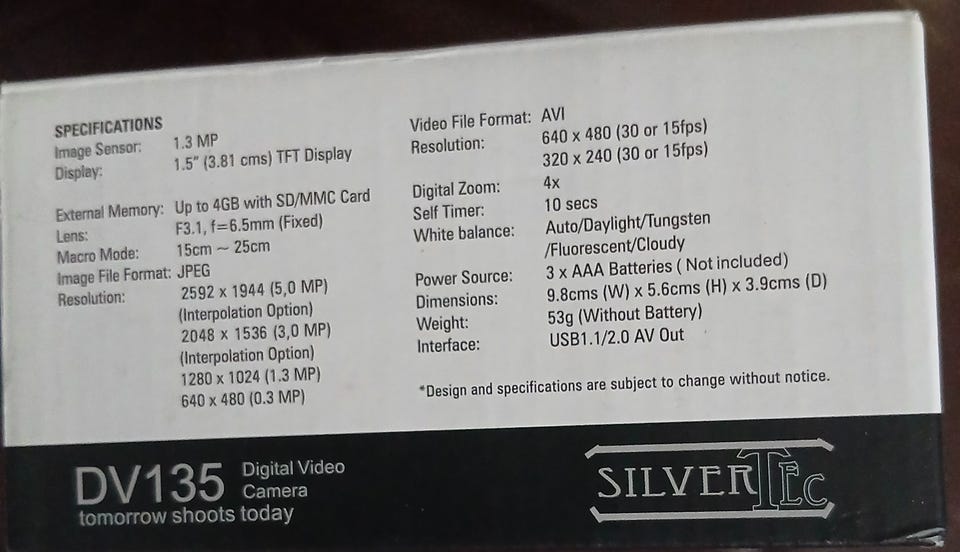 SPECIFICATIONS
Image Sensor: 1.3 MP
Display: 1.5" (3.81 cms) TFT Display
External Memory: Up to 4GB with SD/MMC Card
Lens: F3.1, f=6.5mm (Fixed)
Macro Mode: 15cm ~ 25cm
Image File Format: JPEG
Resolution: 2592 x 1944 (5,0 MP)
(Interpolation Option)
2048 x 1536 (3,0 MP)
(Interpolation Option)
1280 x 1024 (1.3 MP)
640 x 480 (0.3 MP)
Video File Format: AVI
Resolution: 640 x 480 (30 or 15fps)
320 x 240 (30 or 15fps)
Digital Zoom: 4x
Self Timer: 10 secs
White balance: Auto/Daylight/Tungsten
/Fluorescent/Cloudy
Power Source: 3 x AAA Batteries ( Not included)
Dimensions: 9.8cms (W) x 5.6cms (H) x 3.9cms (D)
Weight: 53g (Without Battery)
Interface: USB1.1/2.0 AV Out
*Design and specifications are subject to change without notice.
DV135 Digital Video
Camera
tomorrow shoots today
SILVERTEC